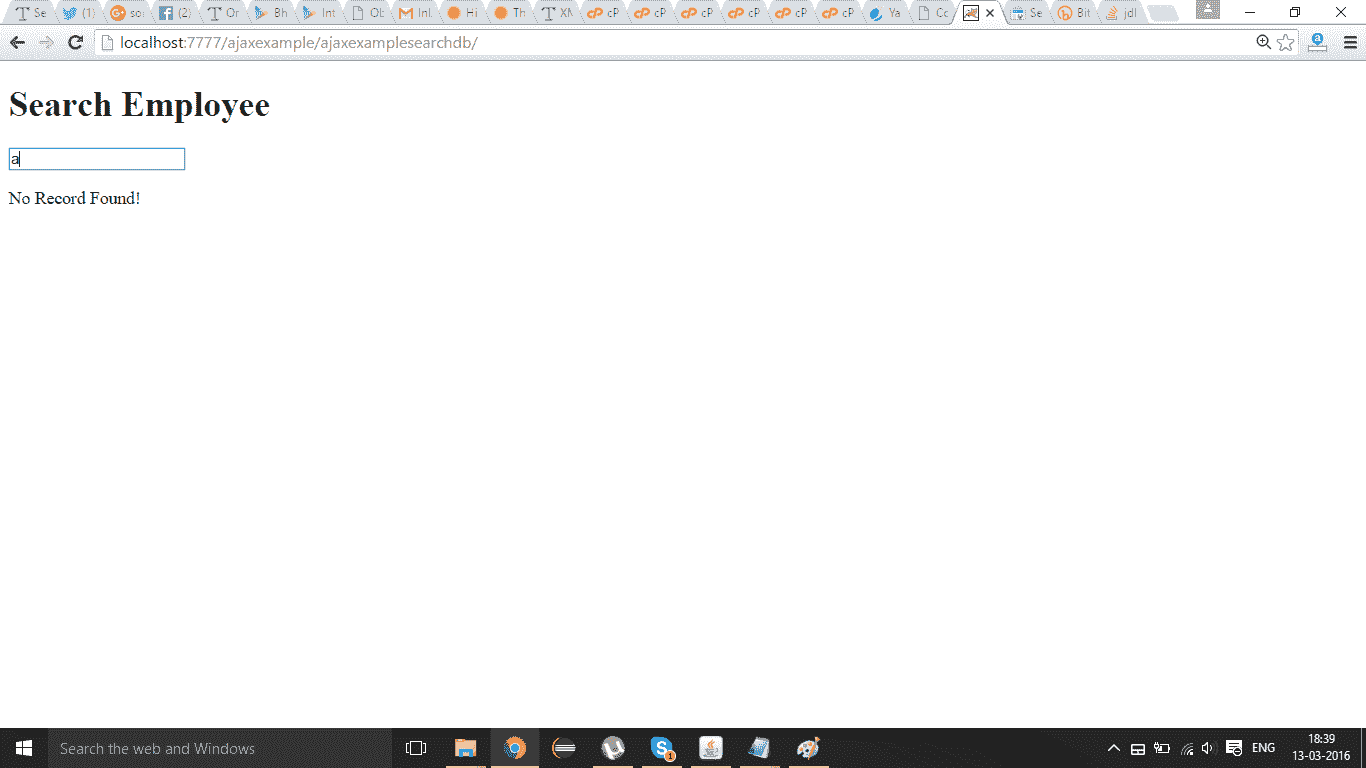 Se (1) so (2) Or Bh Int Ob Inl Hi Th XM cP cP cP cP cP cP Ya Cc Se Bit jdl
localhost:7777/ajaxexample/ajaxexamplesearchdb/
Search Employee
a
No Record Found!
Search the web and Windows
ENG
18:39
13-03-2016